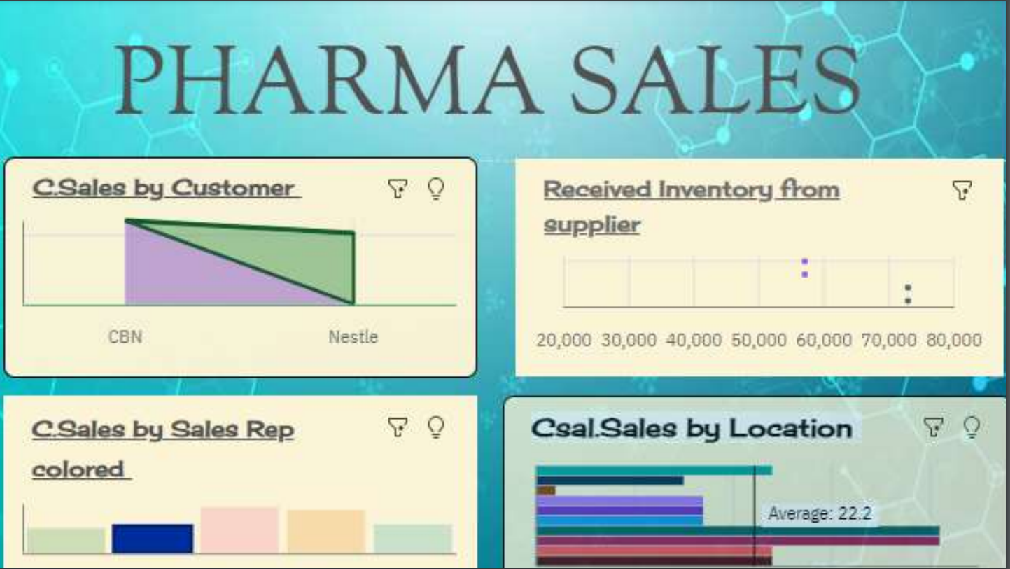 PHARMA SALES
C.Sales by Customer
CBN Nestle
Received Inventory from
supplier
20,000 30,000 40,000 50,000 60,000 70,000 80,000
C.Sales by Sales Rep
colored
Csal.Sales by Location
Average: 22.2